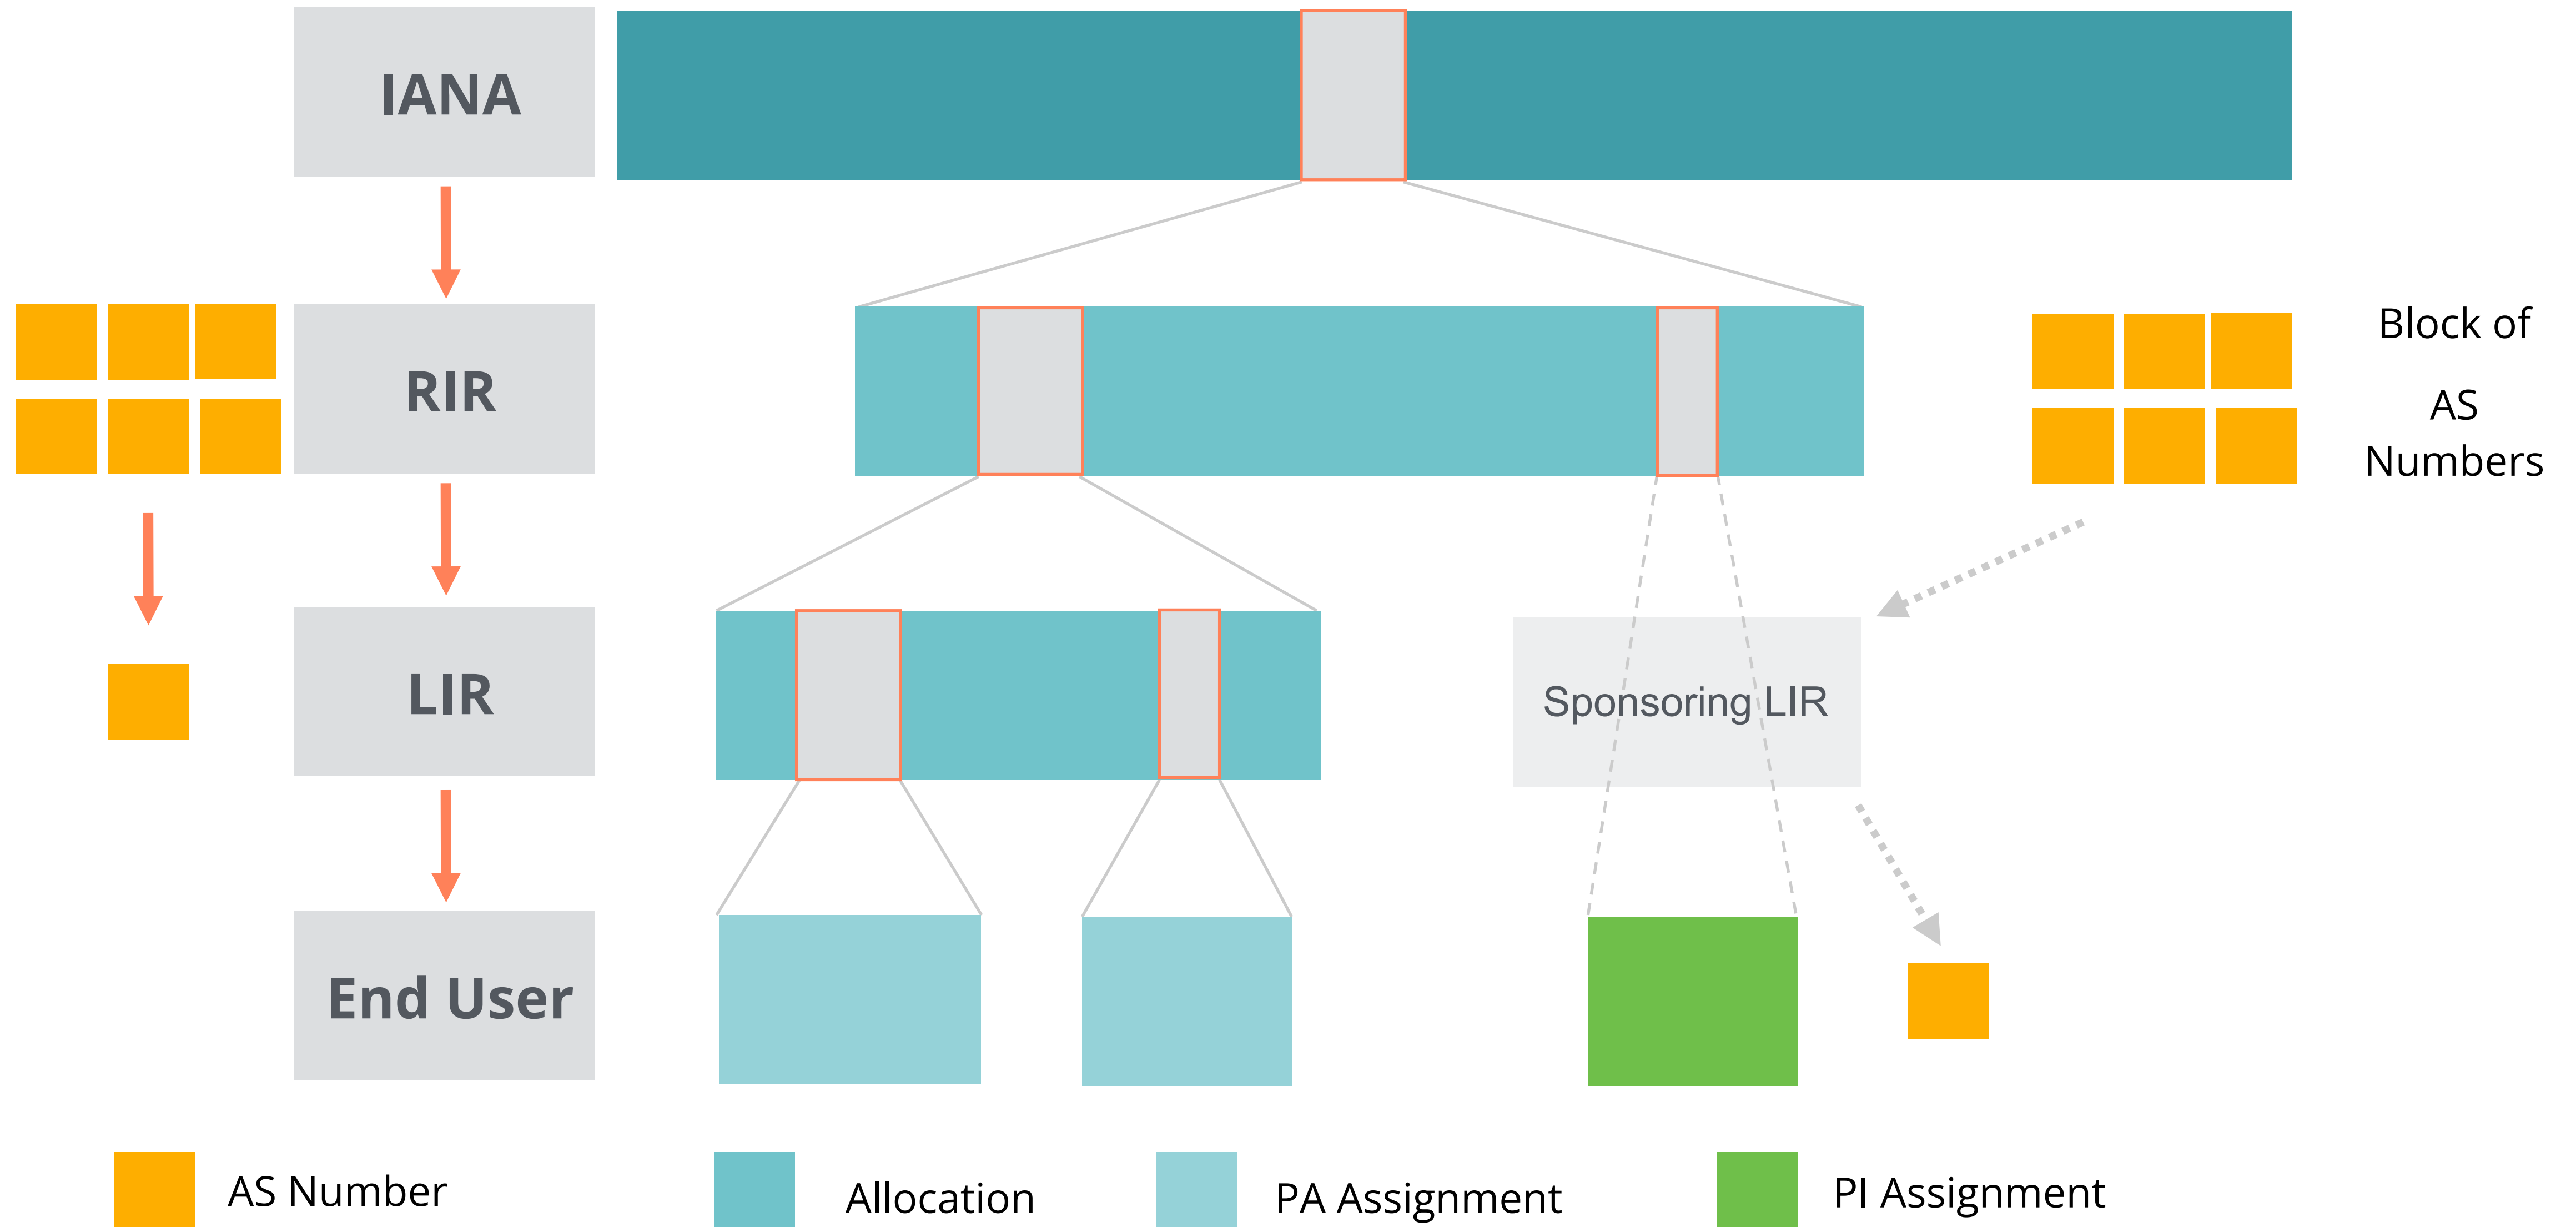 IANA
RIR
Block of
AS
Numbers
LIR
Sponsoring LIR
End User
AS Number
Allocation
PA Assignment
PI Assignment